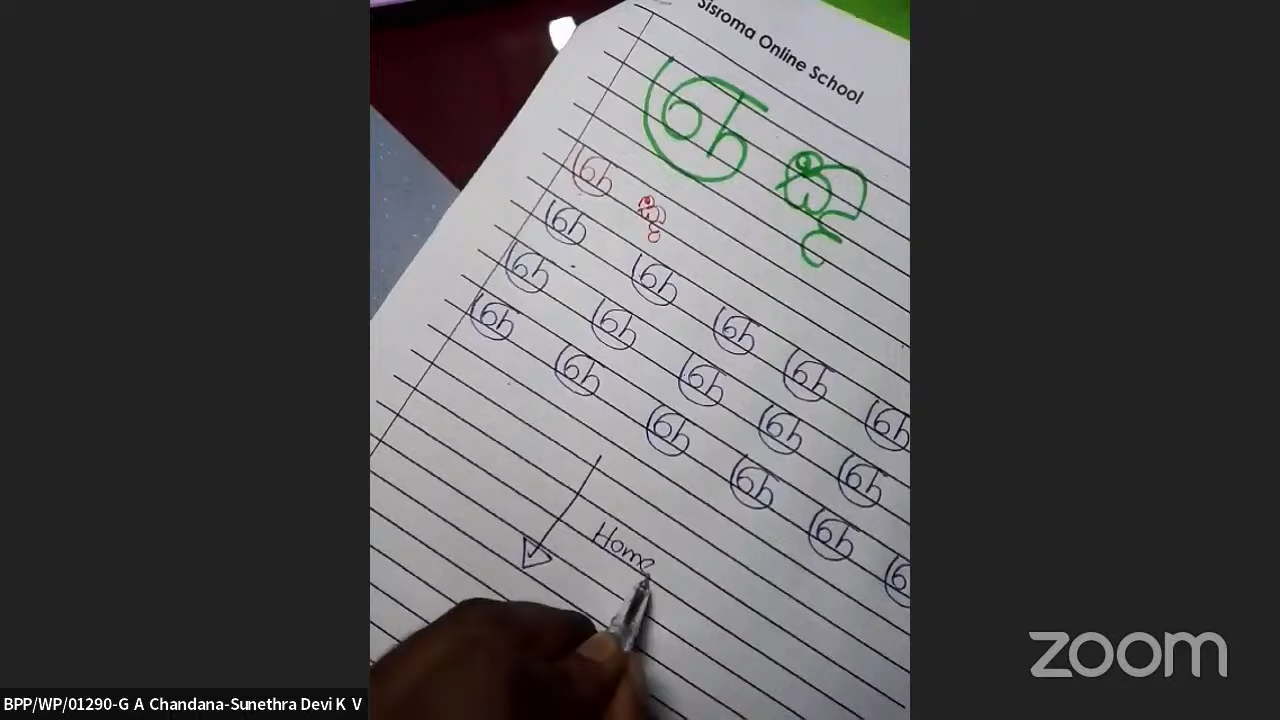 Sisroma Online School
கு කු
கு කු
கு கு கு கு கு
கு கு கு கு கு
கு கு கு கு கு கு
Home
BPP/WP/01290-G A Chandana-Sunethra Devi K V
zoom